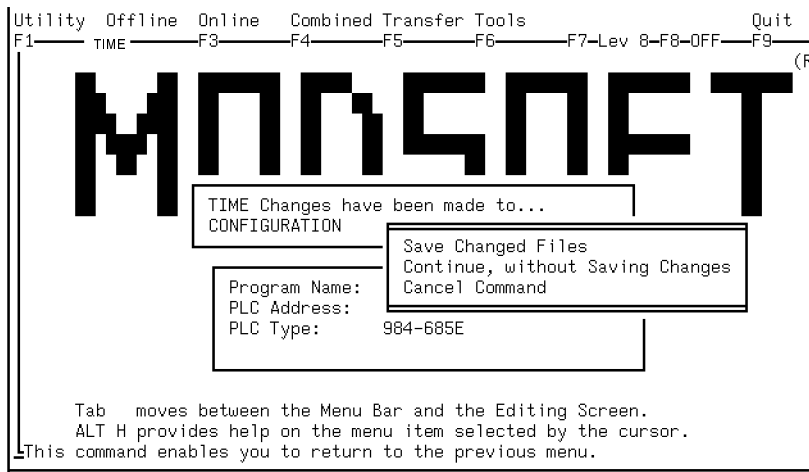 Utility Offline Online Combined Transfer Tools Quit
F1 TIME F3 F4 F5 F6 F7-Lev 8-F8-OFF F9
(R
MODSOFT
TIME Changes have been made to...
CONFIGURATION
Save Changed Files
Continue, without Saving Changes
Cancel Command
Program Name:
PLC Address:
PLC Type: 984-685E
Tab moves between the Menu Bar and the Editing Screen.
ALT H provides help on the menu item selected by the cursor.
This command enables you to return to the previous menu.